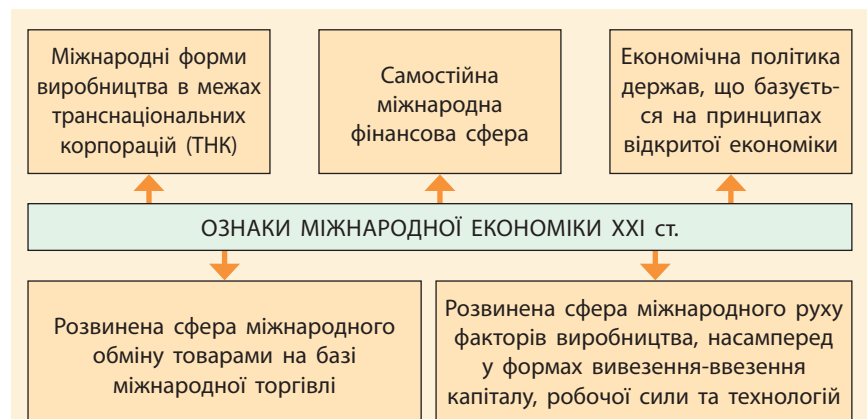 Міжнародні форми
виробництва в межах
транснаціональних
корпорацій (ТНК)
Самостійна
міжнародна
фінансова сфера
Економічна політика
держав, що базуєть-
ся на принципах
відкритої економіки
ОЗНАКИ МІЖНАРОДНОЇ ЕКОНОМІКИ ХХІ ст.
Розвинена сфера міжнародного
обміну товарами на базі
міжнародної торгівлі
Розвинена сфера міжнародного руху
факторів виробництва, насамперед
у формах вивезення-ввезення
капіталу, робочої сили та технологій